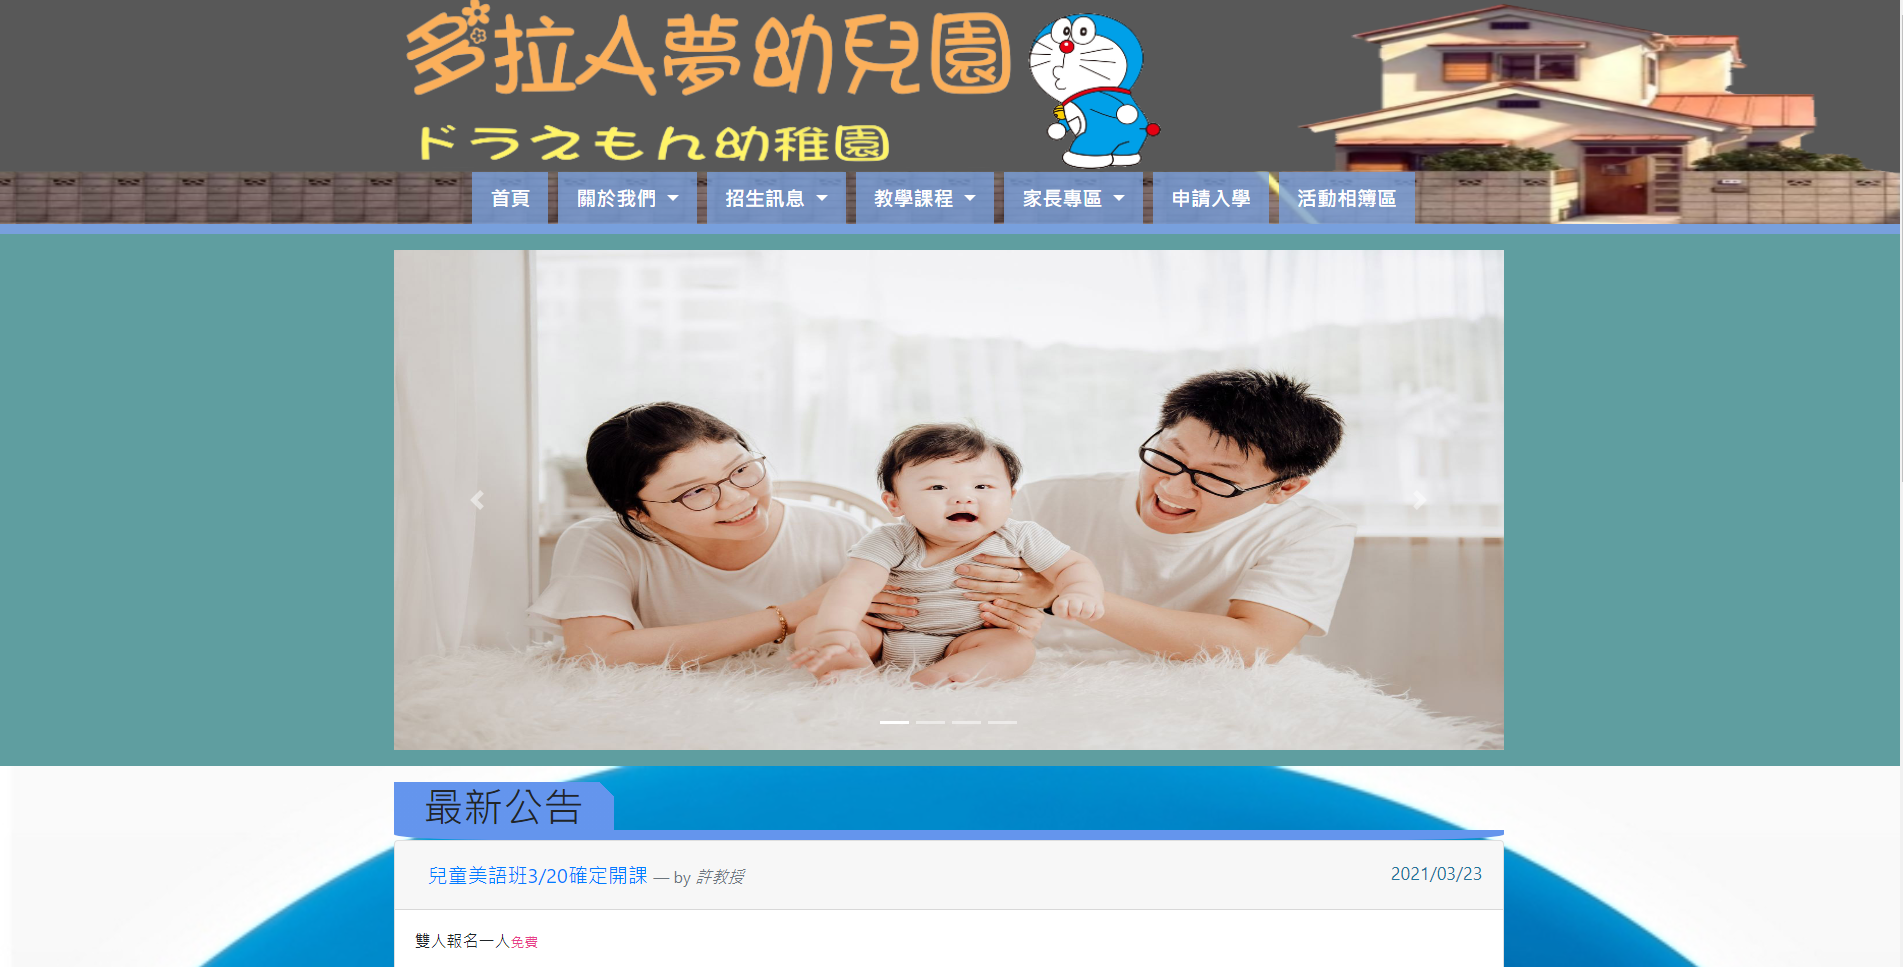 多拉A夢幼兒園
ドラえもん幼稚園
首頁 關於我們 招生訊息 教學課程 家長專區 申請入學 活動相簿區
最新公告
兒童美語班3/20確定開課 — by 許教授 2021/03/23
雙人報名一人免費